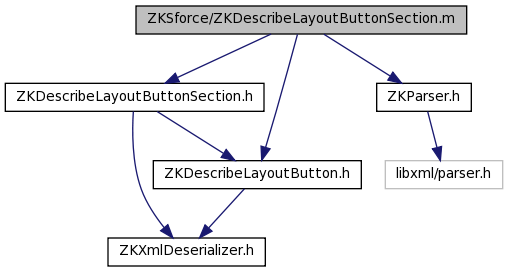 ZKSforce/ZKDescribeLayoutButtonSection.m
ZKDescribeLayoutButtonSection.h
ZKParser.h
ZKDescribeLayoutButton.h
libxml/parser.h
ZKXmlDeserializer.h